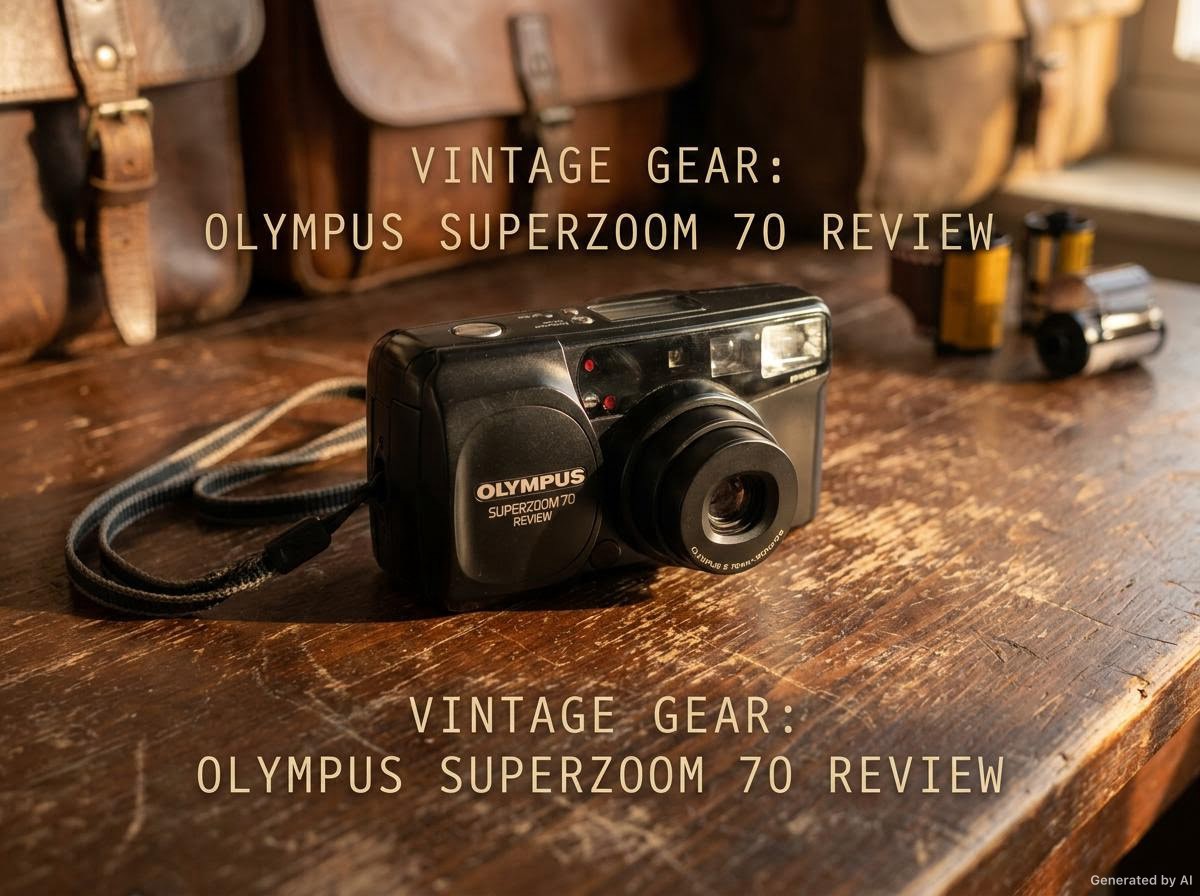 VINTAGE GEAR:
OLYMPUS SUPERZOOM 70 REVIEW
OLYMPUS
SUPERZOOM 70
REVIEW
VINTAGE GEAR:
OLYMPUS SUPERZOOM 70 REVIEW
Generated by AI